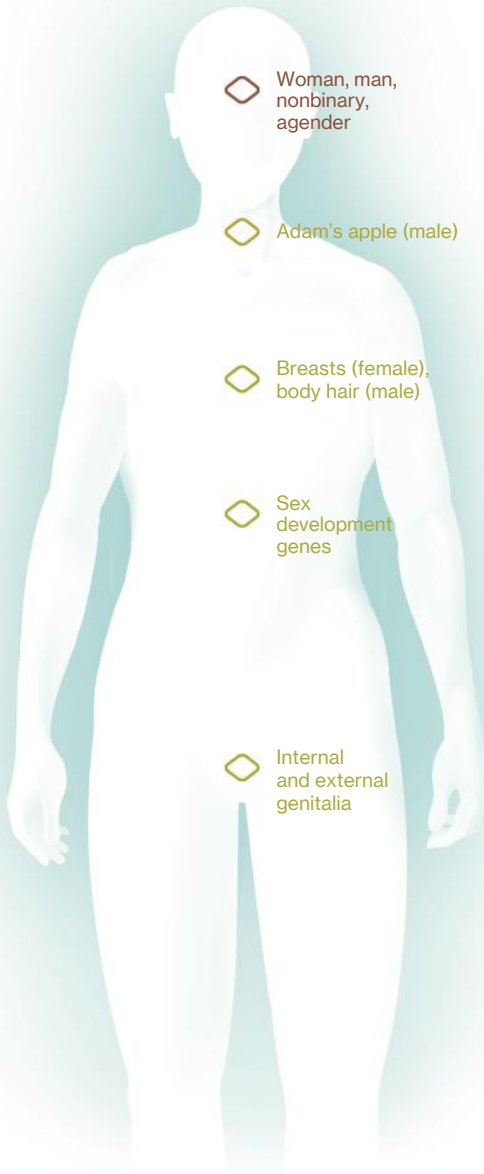 Woman, man,
nonbinary,
agender
Adam’s apple (male)
Breasts (female),
body hair (male)
Sex
development
genes
Internal
and external
genitalia